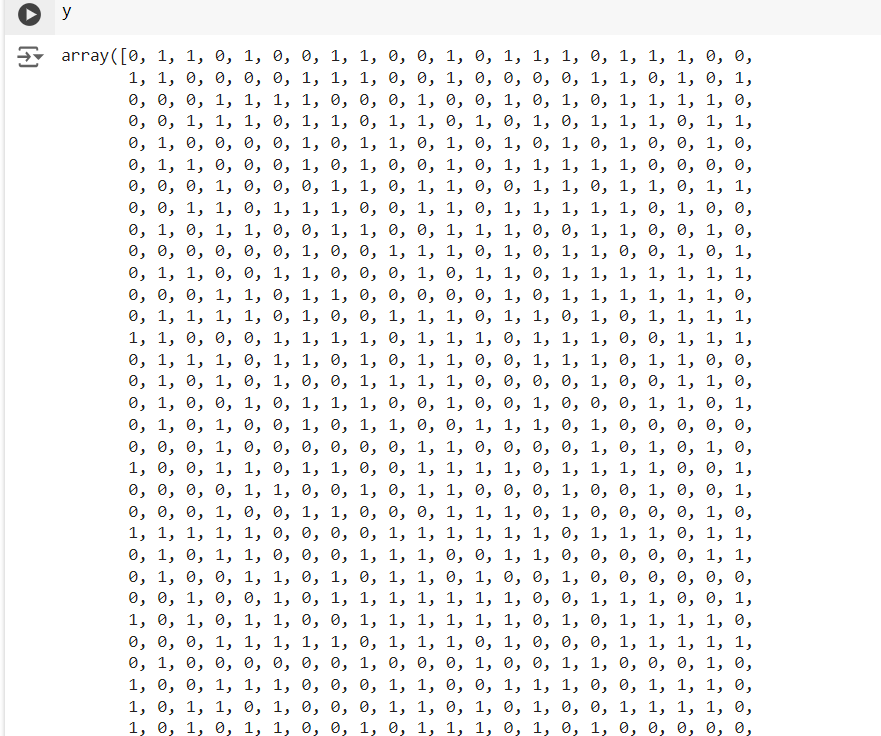 y
array([0, 1, 1, 0, 1, 0, 0, 1, 1, 0, 0, 1, 0, 1, 1, 1, 0, 1, 1, 1, 0, 0,
1, 1, 0, 0, 0, 0, 1, 1, 1, 0, 0, 1, 0, 0, 0, 0, 1, 1, 0, 1, 0, 1,
0, 0, 0, 1, 1, 1, 1, 0, 0, 0, 1, 0, 0, 1, 0, 1, 0, 1, 1, 1, 1, 0,
0, 0, 1, 1, 1, 0, 1, 1, 0, 1, 1, 0, 1, 0, 1, 0, 1, 1, 1, 0, 1, 1,
0, 1, 0, 0, 0, 0, 1, 0, 1, 1, 0, 1, 0, 1, 0, 1, 0, 1, 0, 0, 1, 0,
0, 1, 1, 0, 0, 0, 1, 0, 1, 0, 0, 1, 0, 1, 1, 1, 1, 1, 0, 0, 0, 0,
0, 0, 0, 1, 0, 0, 0, 1, 1, 0, 1, 1, 0, 0, 1, 1, 0, 1, 1, 0, 1, 1,
0, 0, 1, 1, 0, 1, 1, 1, 0, 0, 1, 1, 0, 1, 1, 1, 1, 1, 0, 1, 0, 0,
0, 1, 0, 1, 1, 0, 0, 1, 1, 0, 0, 1, 1, 1, 0, 0, 1, 1, 0, 0, 1, 0,
0, 0, 0, 0, 0, 0, 1, 0, 0, 1, 1, 1, 0, 1, 0, 1, 1, 0, 0, 1, 0, 1,
0, 1, 1, 0, 0, 1, 1, 0, 0, 0, 1, 0, 1, 1, 0, 1, 1, 1, 1, 1, 1, 1,
0, 0, 0, 1, 1, 0, 1, 1, 0, 0, 0, 0, 0, 1, 0, 1, 1, 1, 1, 1, 1, 0,
0, 1, 1, 1, 1, 0, 1, 0, 0, 1, 1, 1, 0, 1, 1, 0, 1, 0, 1, 1, 1, 1,
1, 1, 0, 0, 0, 1, 1, 1, 1, 0, 1, 1, 1, 0, 1, 1, 1, 0, 0, 1, 1, 1,
0, 1, 1, 1, 0, 1, 1, 0, 1, 0, 1, 1, 0, 0, 1, 1, 1, 0, 1, 1, 0, 0,
0, 1, 0, 1, 0, 1, 0, 0, 1, 1, 1, 1, 0, 0, 0, 0, 1, 0, 0, 1, 1, 0,
0, 1, 0, 0, 1, 0, 1, 1, 1, 0, 0, 1, 0, 0, 1, 0, 0, 0, 1, 1, 0, 1,
0, 1, 0, 1, 0, 0, 1, 0, 1, 1, 0, 0, 1, 1, 1, 0, 1, 0, 0, 0, 0, 0,
0, 0, 0, 1, 0, 0, 0, 0, 0, 0, 1, 1, 0, 0, 0, 0, 1, 0, 1, 0, 1, 0,
1, 0, 0, 1, 1, 0, 1, 1, 0, 0, 1, 1, 1, 1, 0, 1, 1, 1, 1, 0, 0, 1,
0, 0, 0, 0, 1, 1, 0, 0, 1, 0, 1, 1, 0, 0, 0, 1, 0, 0, 1, 0, 0, 1,
0, 0, 0, 1, 0, 0, 1, 1, 0, 0, 0, 1, 1, 1, 0, 1, 0, 0, 0, 0, 1, 0,
1, 1, 1, 1, 1, 0, 0, 0, 0, 1, 1, 1, 1, 1, 1, 0, 1, 1, 1, 0, 1, 1,
0, 1, 0, 1, 1, 0, 0, 0, 1, 1, 1, 0, 0, 1, 1, 0, 0, 0, 0, 0, 1, 1,
0, 1, 0, 0, 1, 1, 0, 1, 0, 1, 1, 0, 1, 0, 0, 1, 0, 0, 0, 0, 0, 0,
0, 0, 1, 0, 0, 1, 0, 1, 1, 1, 1, 1, 1, 1, 0, 0, 1, 1, 1, 0, 0, 1,
1, 0, 1, 0, 1, 1, 0, 0, 1, 1, 1, 1, 1, 1, 0, 1, 0, 1, 1, 1, 1, 0,
0, 0, 0, 1, 1, 1, 1, 1, 0, 1, 1, 1, 0, 1, 0, 0, 0, 1, 1, 1, 1, 1,
0, 1, 0, 0, 0, 0, 0, 0, 1, 0, 0, 0, 1, 0, 0, 1, 1, 0, 0, 0, 1, 0,
1, 0, 0, 1, 1, 1, 0, 0, 0, 1, 1, 0, 0, 1, 1, 1, 0, 0, 1, 1, 1, 0,
1, 0, 1, 1, 0, 1, 0, 0, 0, 1, 1, 0, 1, 0, 1, 0, 0, 1, 1, 1, 1, 0,
1, 0, 1, 0, 1, 1, 0, 0, 1, 0, 1, 1, 1, 0, 1, 0, 1, 0, 0, 0, 0, 0,